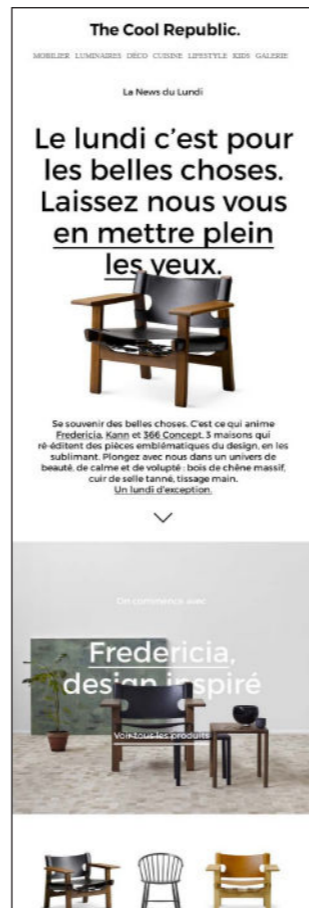 The Cool Republic.
MOBILIER LUMINAIRES DÉCO CUISINE LIFESTYLE KIDS GALERIE
La News du Lundi
Le lundi c’est pour
les belles choses.
Laissez nous vous
en mettre plein
les yeux.
Se souvenir des belles choses. C'est ce qui anime
Fredericia, Kann et 366 Concept. 3 maisons qui
ré-éditent des pièces emblématiques du design, en les
sublimant. Plongez avec nous dans un univers de
beauté, de calme et de volupté : bois de chêne massif,
cuir de selle tanné, tissage main.
Un lundi d'exception.
On commence avec
Fredericia,
design inspiré
Voir tous les produits